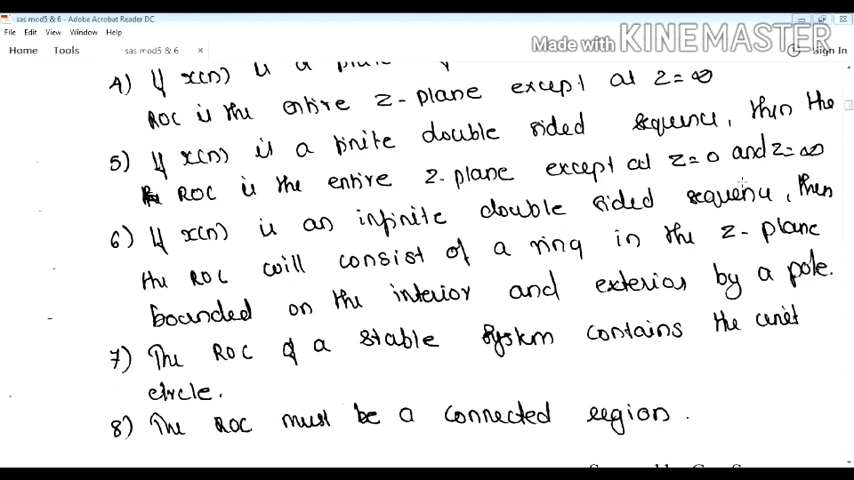 sas mod5 & 6 - Adobe Acrobat Reader DC
File Edit View Window Help
Home Tools sas mod5 & 6 ×
Made with KINEMASTER
Sign In
4) If x(n) is a finite
ROC is the entire z-plane except at z=∞
5) If x(n) is a finite double sided sequence, then the
ROC is the entire z-plane except at z=0 and z=∞
6) If x(n) is an infinite double sided sequence, then
the ROC will consist of a ring in the z-plane
bounded on the interior and exterior by a pole.
7) The ROC of a stable system contains the unit
circle.
8) The ROC must be a connected region.